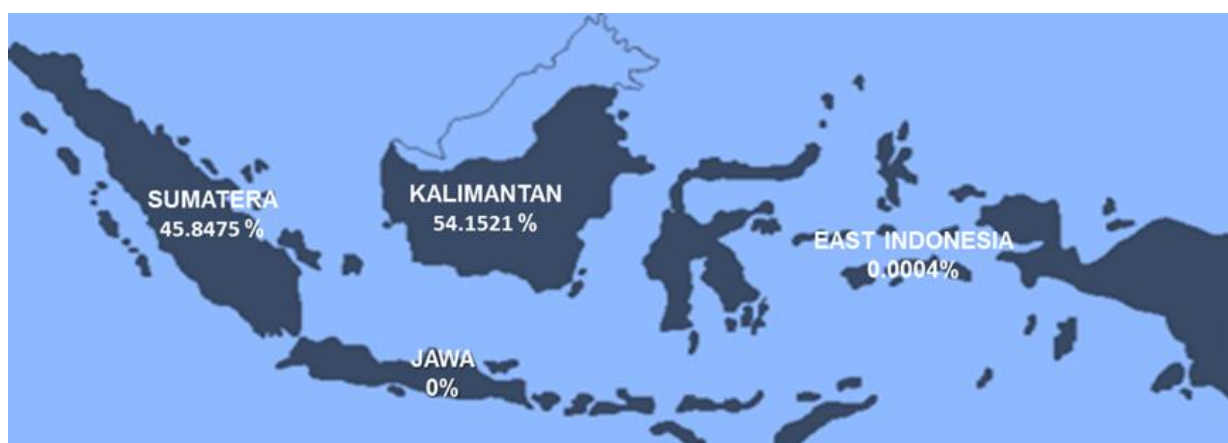 SUMATERA
45.8475 %
KALIMANTAN
54.1521 %
EAST INDONESIA
0.0004%
JAWA
0%